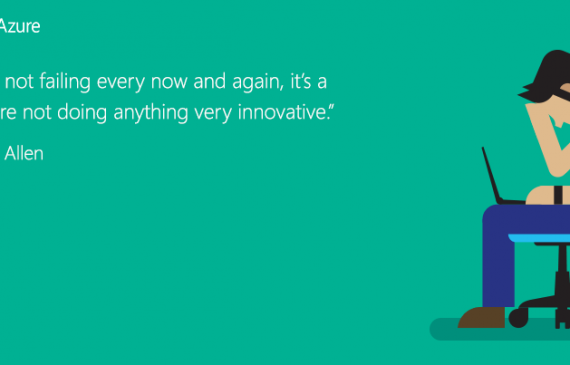 Azure
not failing every now and again, it’s a
re not doing anything very innovative.”
Allen